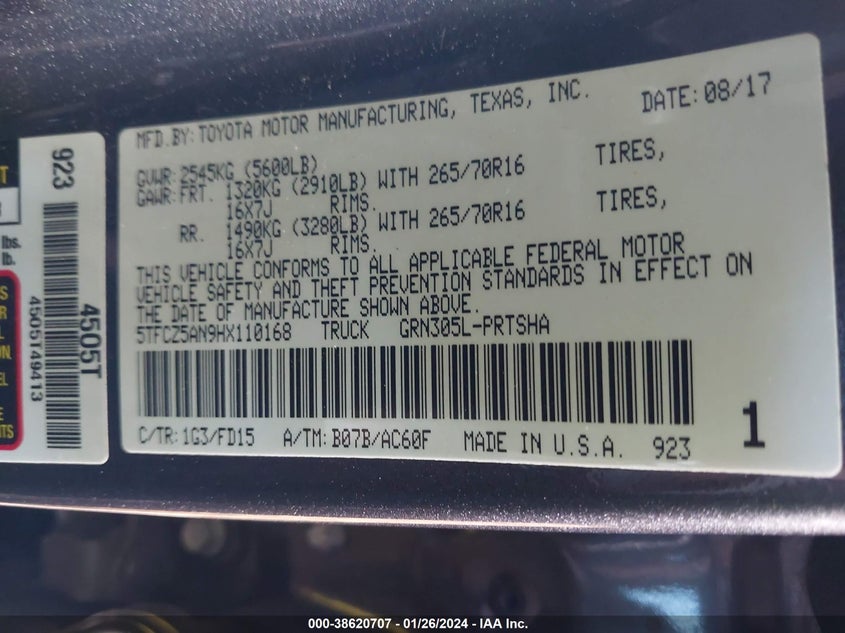 MFD.BY: TOYOTA MOTOR MANUFACTURING, TEXAS, INC. DATE: 08/17
GVWR: 2545KG (5600LB)
GAWR: FRT. 1320KG (2910LB) WITH 265/70R16 TIRES,
16X7J RIMS.
RR. 1490KG (3280LB) WITH 265/70R16 TIRES,
16X7J RIMS.
THIS VEHICLE CONFORMS TO ALL APPLICABLE FEDERAL MOTOR
VEHICLE SAFETY AND THEFT PREVENTION STANDARDS IN EFFECT ON
THE DATE OF MANUFACTURE SHOWN ABOVE.
5TFCZ5AN9HX110168 TRUCK GRN305L-PRTSHA
C/TR: 1G3/FD15 A/TM: B07B/AC60F MADE IN U.S.A. 923 1
923
4505T
4505T49413
lbs.
lb.
000-38620707 - 01/26/2024 - IAA Inc.